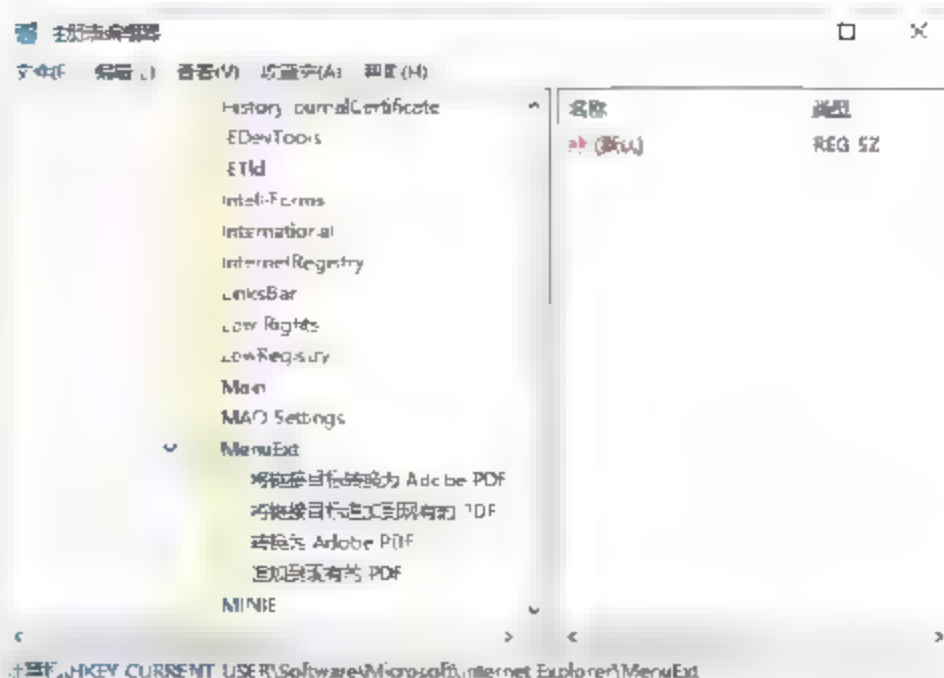 注册表编辑器
文件(F) 编辑(E) 查看(V) 收藏夹(A) 帮助(H)
History JournalCertificate
IEDevTools
IETld
IntelliForms
International
InternetRegistry
LinksBar
Low Rights
LowRegistry
Main
MAO Settings
MenuExt
将链接目标转换为 Adobe PDF
将链接目标追加到现有的 PDF
转换为 Adobe PDF
追加到现有的 PDF
MINIE
名称 类型
ab (默认) REG_SZ
计算机\HKEY_CURRENT_USER\Software\Microsoft\Internet Explorer\MenuExt